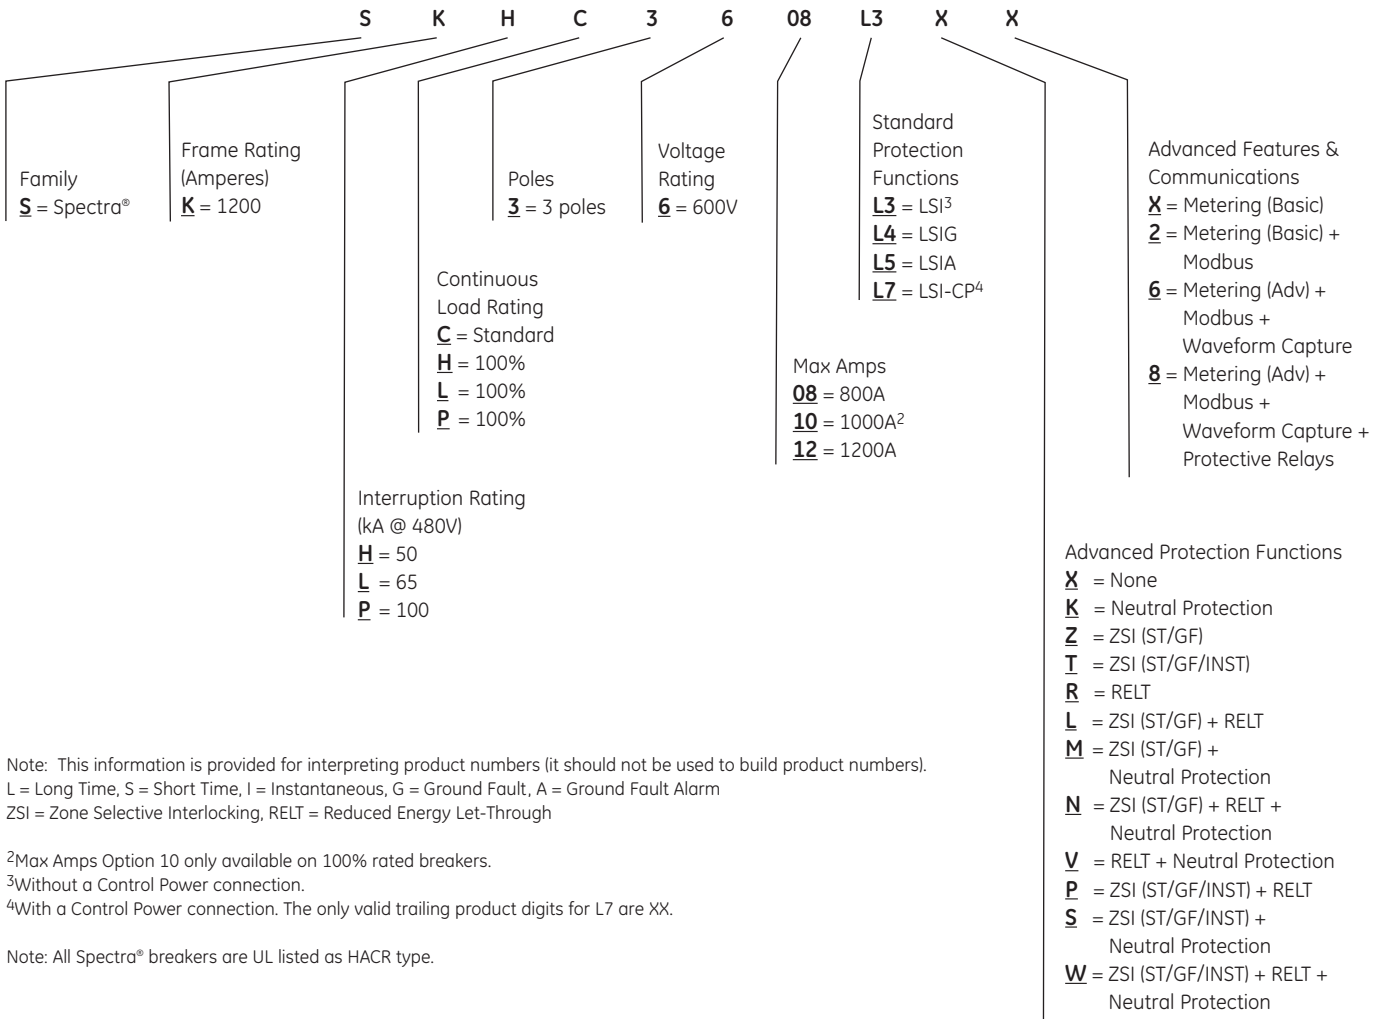 S K H C 3 6 08 L3 X X
Family
S = Spectra®
Frame Rating
(Amperes)
K = 1200
Interruption Rating
(kA @ 480V)
H = 50
L = 65
P = 100
Continuous
Load Rating
C = Standard
H = 100%
L = 100%
P = 100%
Poles
3 = 3 poles
Voltage
Rating
6 = 600V
Max Amps
08 = 800A
10 = 1000A2
12 = 1200A
Standard
Protection
Functions
L3 = LSI3
L4 = LSIG
L5 = LSIA
L7 = LSI-CP4
Advanced Features &
Communications
X = Metering (Basic)
2 = Metering (Basic) +
Modbus
6 = Metering (Adv) +
Modbus +
Waveform Capture
8 = Metering (Adv) +
Modbus +
Waveform Capture +
Protective Relays
Advanced Protection Functions
X = None
K = Neutral Protection
Z = ZSI (ST/GF)
T = ZSI (ST/GF/INST)
R = RELT
L = ZSI (ST/GF) + RELT
M = ZSI (ST/GF) +
Neutral Protection
N = ZSI (ST/GF) + RELT +
Neutral Protection
V = RELT + Neutral Protection
P = ZSI (ST/GF/INST) + RELT
S = ZSI (ST/GF/INST) +
Neutral Protection
W = ZSI (ST/GF/INST) + RELT +
Neutral Protection
Note: This information is provided for interpreting product numbers (it should not be used to build product numbers).
L = Long Time, S = Short Time, I = Instantaneous, G = Ground Fault, A = Ground Fault Alarm
ZSI = Zone Selective Interlocking, RELT = Reduced Energy Let-Through
2Max Amps Option 10 only available on 100% rated breakers.
3Without a Control Power connection.
4With a Control Power connection. The only valid trailing product digits for L7 are XX.
Note: All Spectra® breakers are UL listed as HACR type.